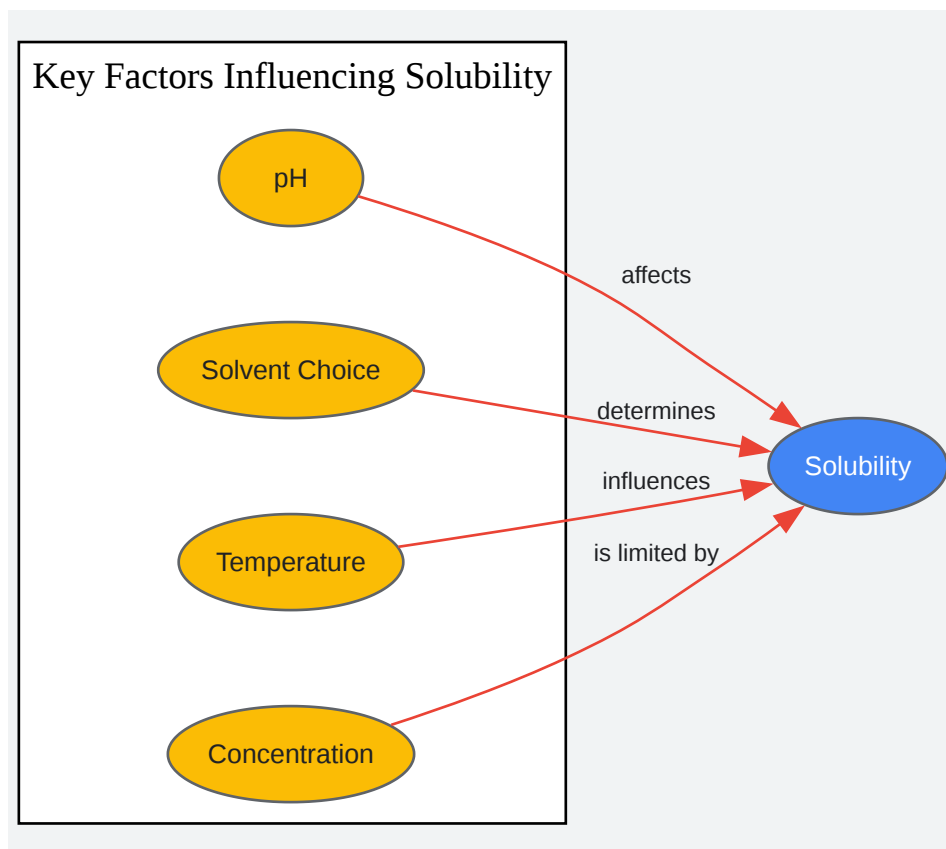 Key Factors Influencing Solubility
pH
affects
Solvent Choice
determines
Solubility
influences
Temperature
is limited by
Concentration